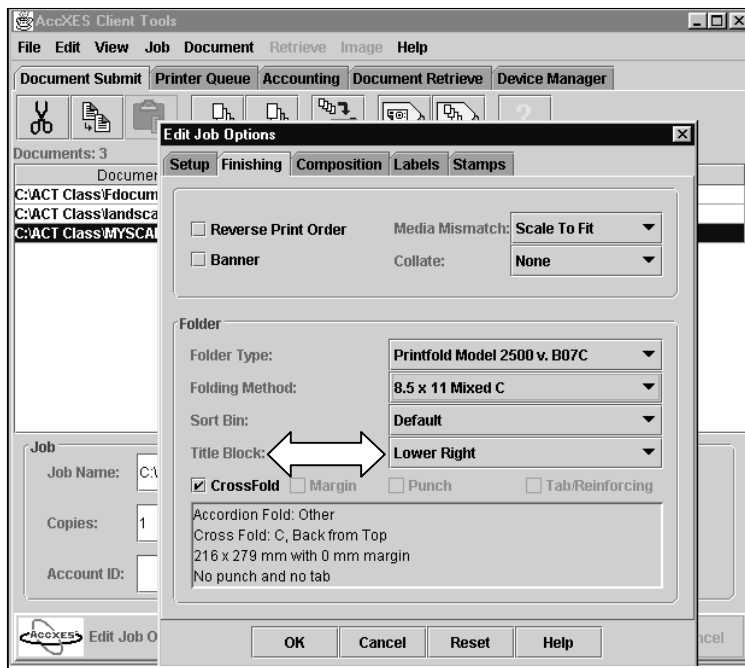 AccXES Client Tools
File Edit View Job Document Retrieve Image Help
Document Submit Printer Queue Accounting Document Retrieve Device Manager
Edit Job Options
Documents: 3
C:\ACT Class\Fdocum
C:\ACT Class\landsca
C:\ACT Class\MYSCA
Setup Finishing Composition Labels Stamps
Reverse Print Order Media Mismatch: Scale To Fit
Banner Collate: None
Folder
Folder Type: Printfold Model 2500 v. B07C
Folding Method: 8.5 x 11 Mixed C
Sort Bin: Default
Title Block: Lower Right
CrossFold Margin Punch Tab/Reinforcing
Accordion Fold: Other
Cross Fold: C, Back from Top
216 x 279 mm with 0 mm margin
No punch and no tab
Job
Job Name: C:\
Copies: 1
Account ID:
AccXES Edit Job O
OK Cancel Reset Help